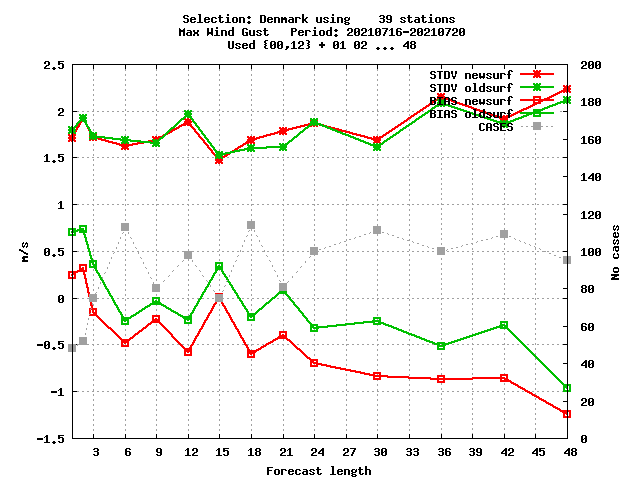 Selection: Denmark using    39 stations
Max Wind Gust   Period: 20210716-20210720
Used {00,12} + 01 02 ... 48
STDV newsurf
STDV oldsurf
BIAS newsurf
BIAS oldsurf
CASES
2.5
2
1.5
1
0.5
0
-0.5
-1
-1.5
m/s
200
180
160
140
120
100
80
60
40
20
0
No cases
3 6 9 12 15 18 21 24 27 30 33 36 39 42 45 48
Forecast length